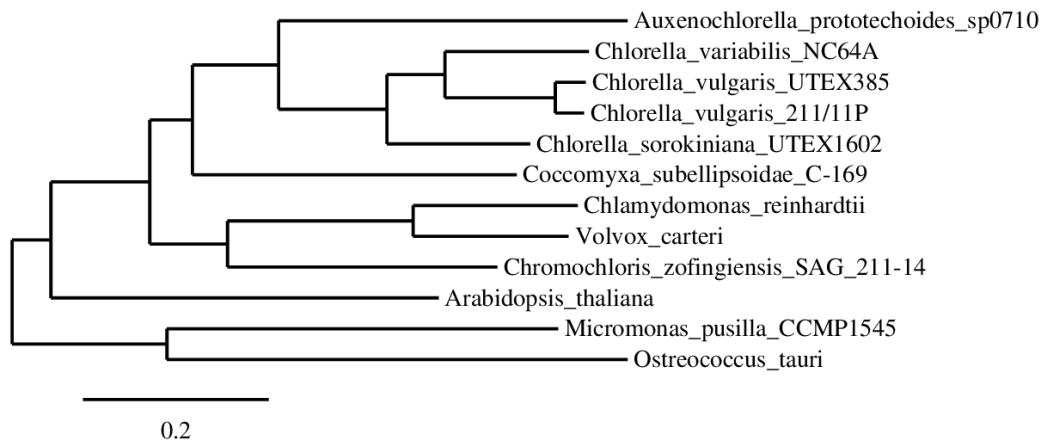 Auxenochlorella_prototechoides_sp0710
Chlorella_variabilis_NC64A
Chlorella_vulgaris_UTEX385
Chlorella_vulgaris_211/11P
Chlorella_sorokiniana_UTEX1602
Coccomyxa_subellipsoidae_C-169
Chlamydomonas_reinhardtii
Volvox_carteri
Chromochloris_zofingiensis_SAG_211-14
Arabidopsis_thaliana
Micromonas_pusilla_CCMP1545
Ostreococcus_tauri
0.2